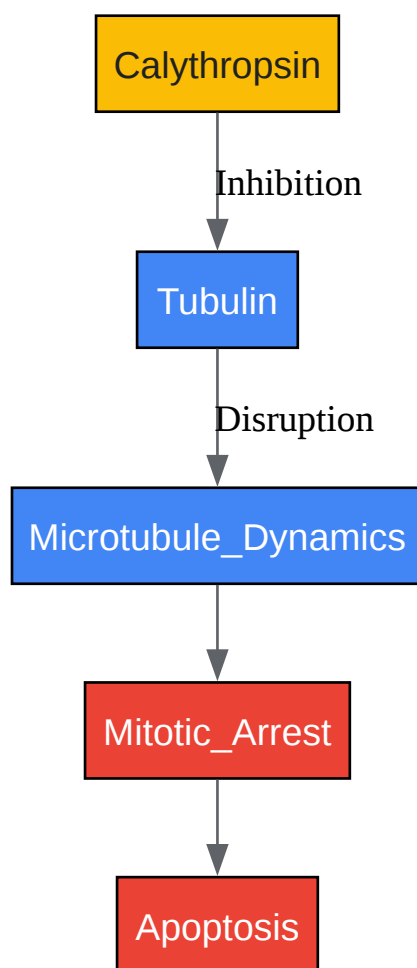 Calythropsin
Inhibition
Tubulin
Disruption
Microtubule_Dynamics
Mitotic_Arrest
Apoptosis